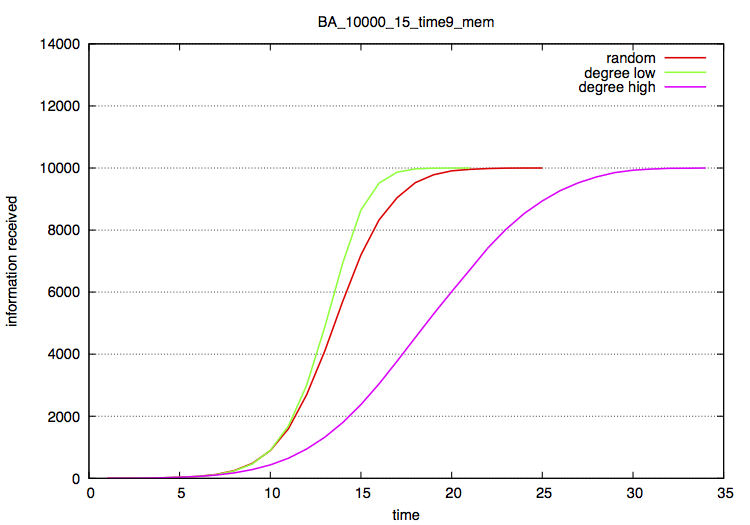 BA_10000_15_time9_mem
14000
12000
10000
8000
6000
4000
2000
0
information received
random
degree low
degree high
0 5 10 15 20 25 30 35
time